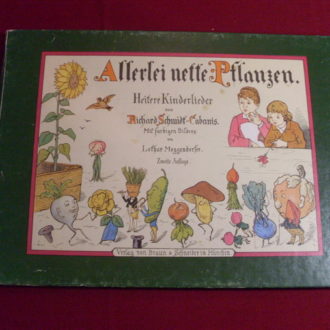 Allerlei nette Pflanzen.
Heitere Kinderlieder
von
Richard Schmidt-Cabanis.
Mit farbigen Bildern
von
Lothar Meggendorfer.
Zweite Auflage.
Verlag von Braun & Schneider in München